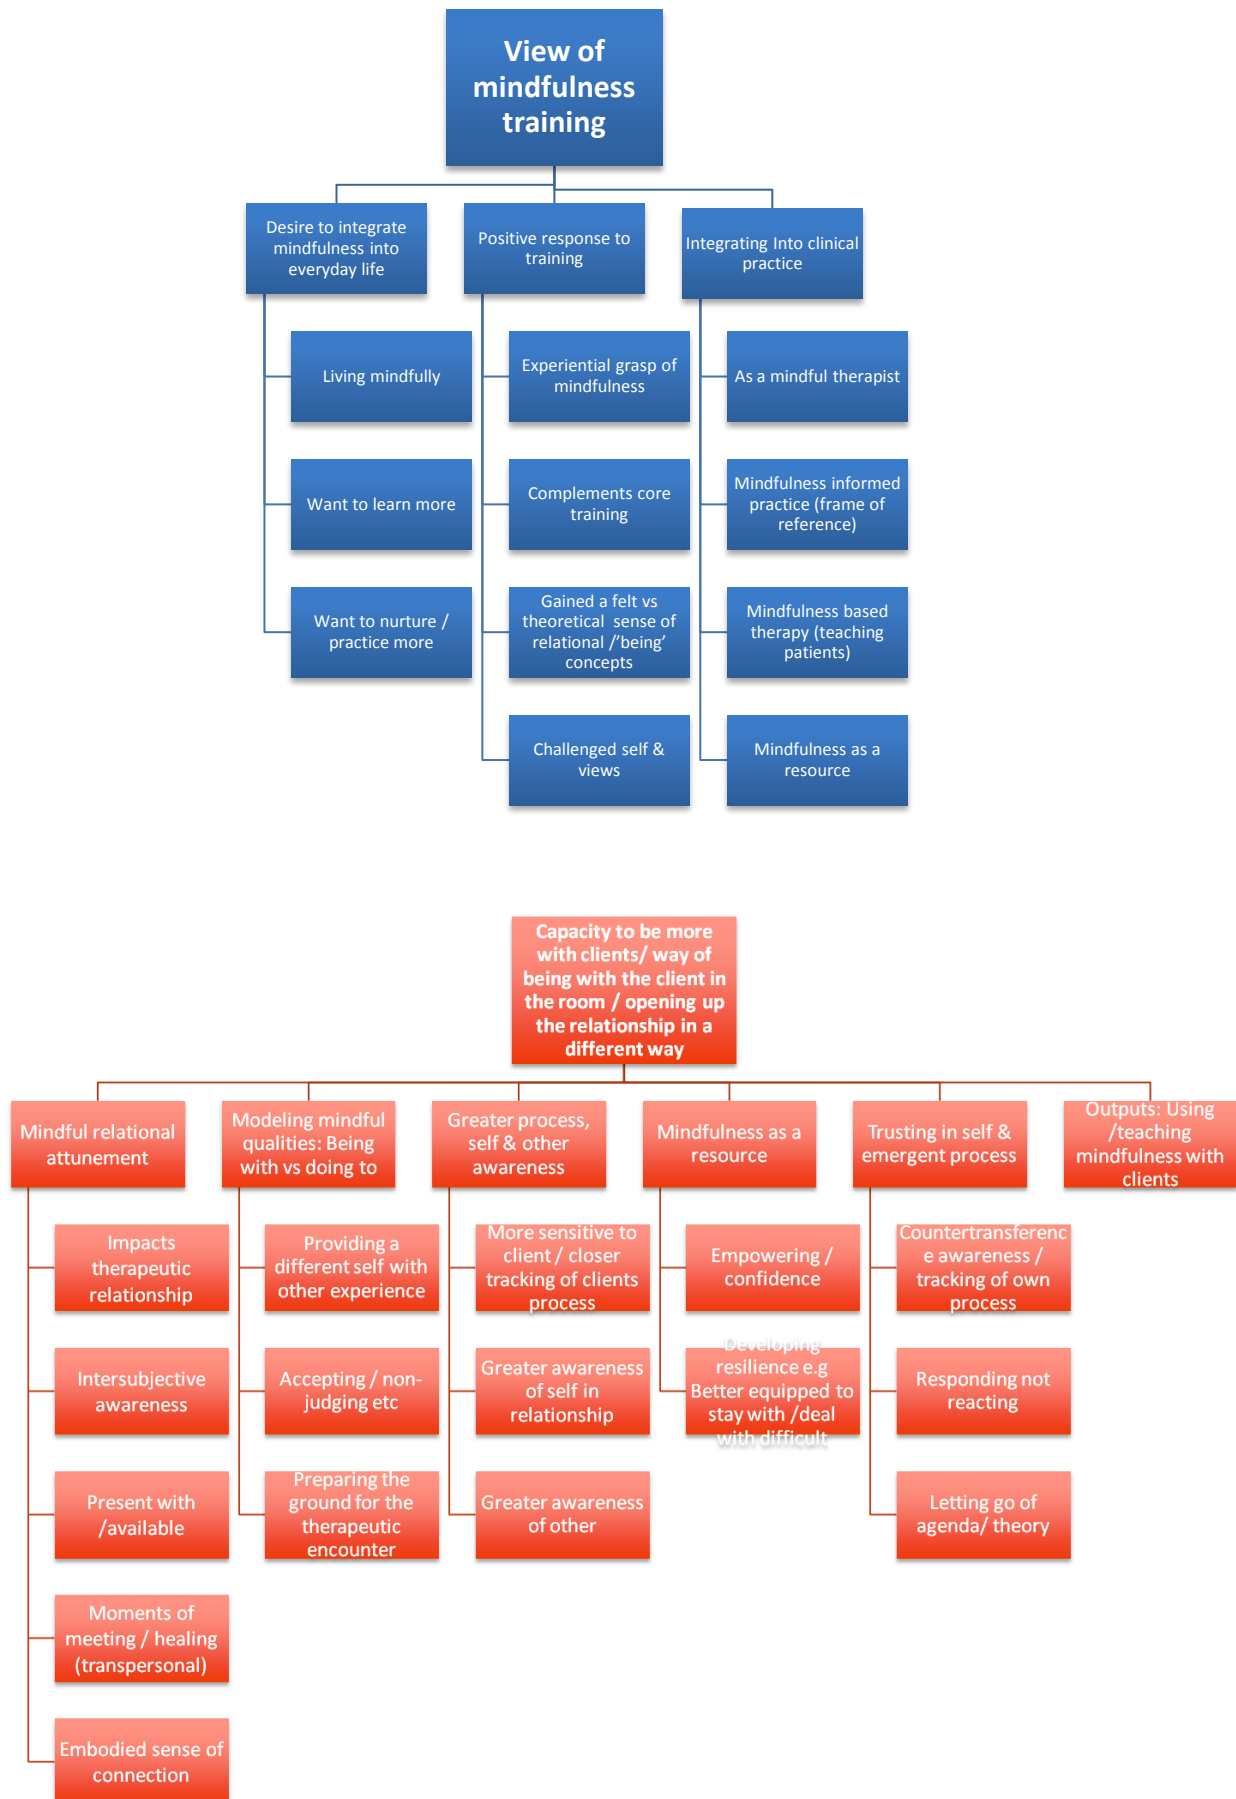 View of
mindfulness
training
Desire to integrate
mindfulness into
everyday life
Positive response to
training
Integrating Into clinical
practice
Living mindfully
Experiential grasp of
mindfulness
As a mindful therapist
Want to learn more
Complements core
training
Mindfulness informed
practice (frame of
reference)
Want to nurture /
practice more
Gained a felt vs
theoretical sense of
relational /’being’
concepts
Mindfulness based
therapy (teaching
patients)
Challenged self &
views
Mindfulness as a
resource
Capacity to be more
with clients/ way of
being with the client in
the room / opening up
the relationship in a
different way
Mindful relational
attunement
Modeling mindful
qualities: Being
with vs doing to
Greater process,
self & other
awareness
Mindfulness as a
resource
Trusting in self &
emergent process
Outputs: Using
/teaching
mindfulness with
clients
Impacts
therapeutic
relationship
Providing a
different self with
other experience
More sensitive to
client / closer
tracking of clients
process
Empowering /
confidence
Countertransferenc
e awareness /
tracking of own
process
Intersubjective
awareness
Accepting / non-
judging etc
Greater awareness
of self in
relationship
Developing
resilience e.g
Better equipped to
stay with /deal
with difficult
Responding not
reacting
Present with
/available
Preparing the
ground for the
therapeutic
encounter
Greater awareness
of other
Letting go of
agenda/ theory
Moments of
meeting / healing
(transpersonal)
Embodied sense of
connection